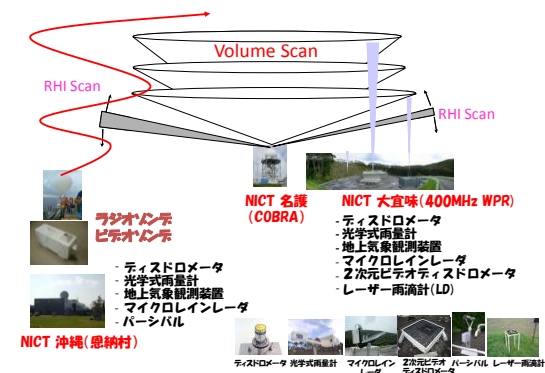 Volume Scan
RHI Scan
RHI Scan
NICT 名護
(COBRA)
NICT 大宜味(400MHz WPR)
- ディスドロメータ
- 光学式雨量計
- 地上気象観測装置
- マイクロレインレーダ
- 2次元ビデオディスドロメータ
- レーザー雨滴計(LD)
ラジオゾンデ
ビデオゾンデ
- ディスドロメータ
- 光学式雨量計
- 地上気象観測装置
- マイクロレインレーダ
- パーシバル
NICT 沖縄(恩納村)
ディスドロメータ
光学式雨量計
マイクロレイン
レーダ
2次元ビデオ
ディスドロメータ
パーシバル
レーザー雨滴計